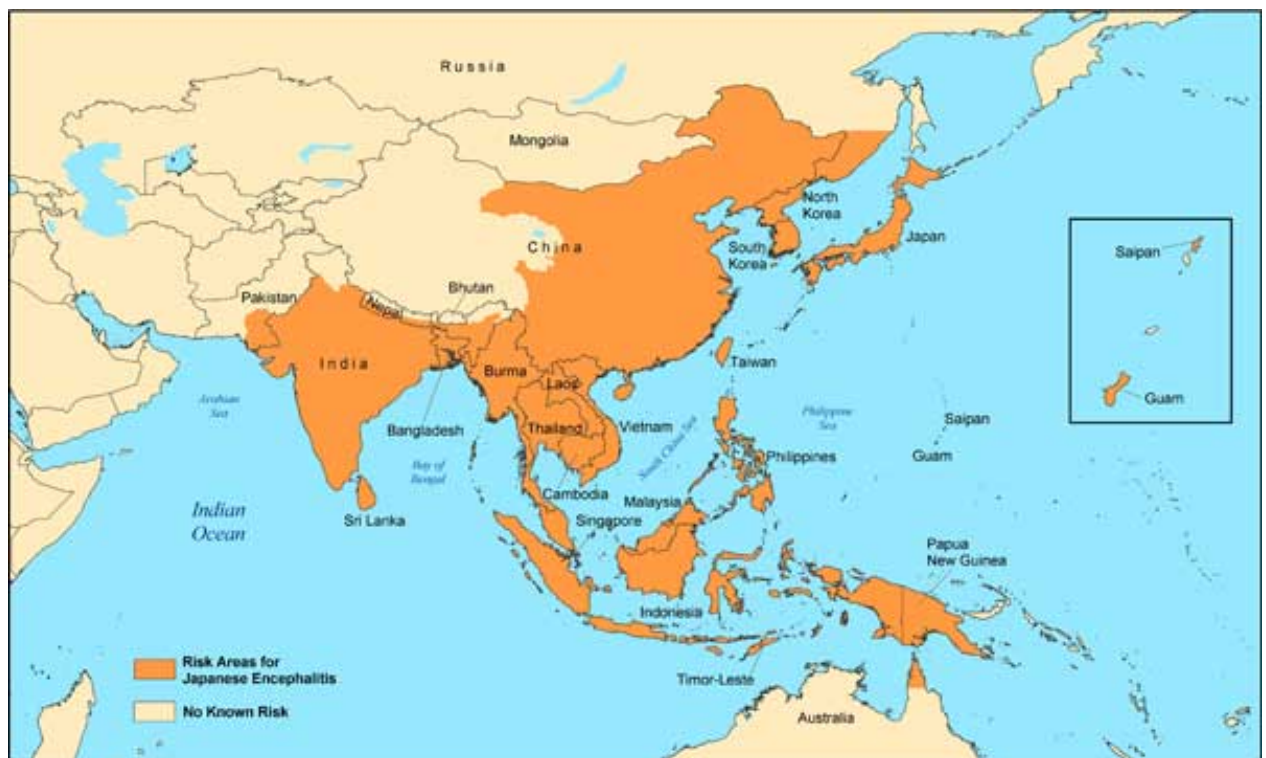 Russia
Mongolia
North
Korea
China
South
Korea
Japan
Saipan
Pakistan
Nepal
Bhutan
India
Burma
Laos
Taiwan
Guam
Arabian
Sea
Bangladesh
Thailand
Vietnam
South China Sea
Philippine
Sea
Saipan
Guam
Bay of
Bengal
Philippines
Cambodia
Malaysia
Sri Lanka
Singapore
Indian
Ocean
Papua
New Guinea
Indonesia
Risk Areas for
Japanese Encephalitis
Timor-Leste
No Known Risk
Australia